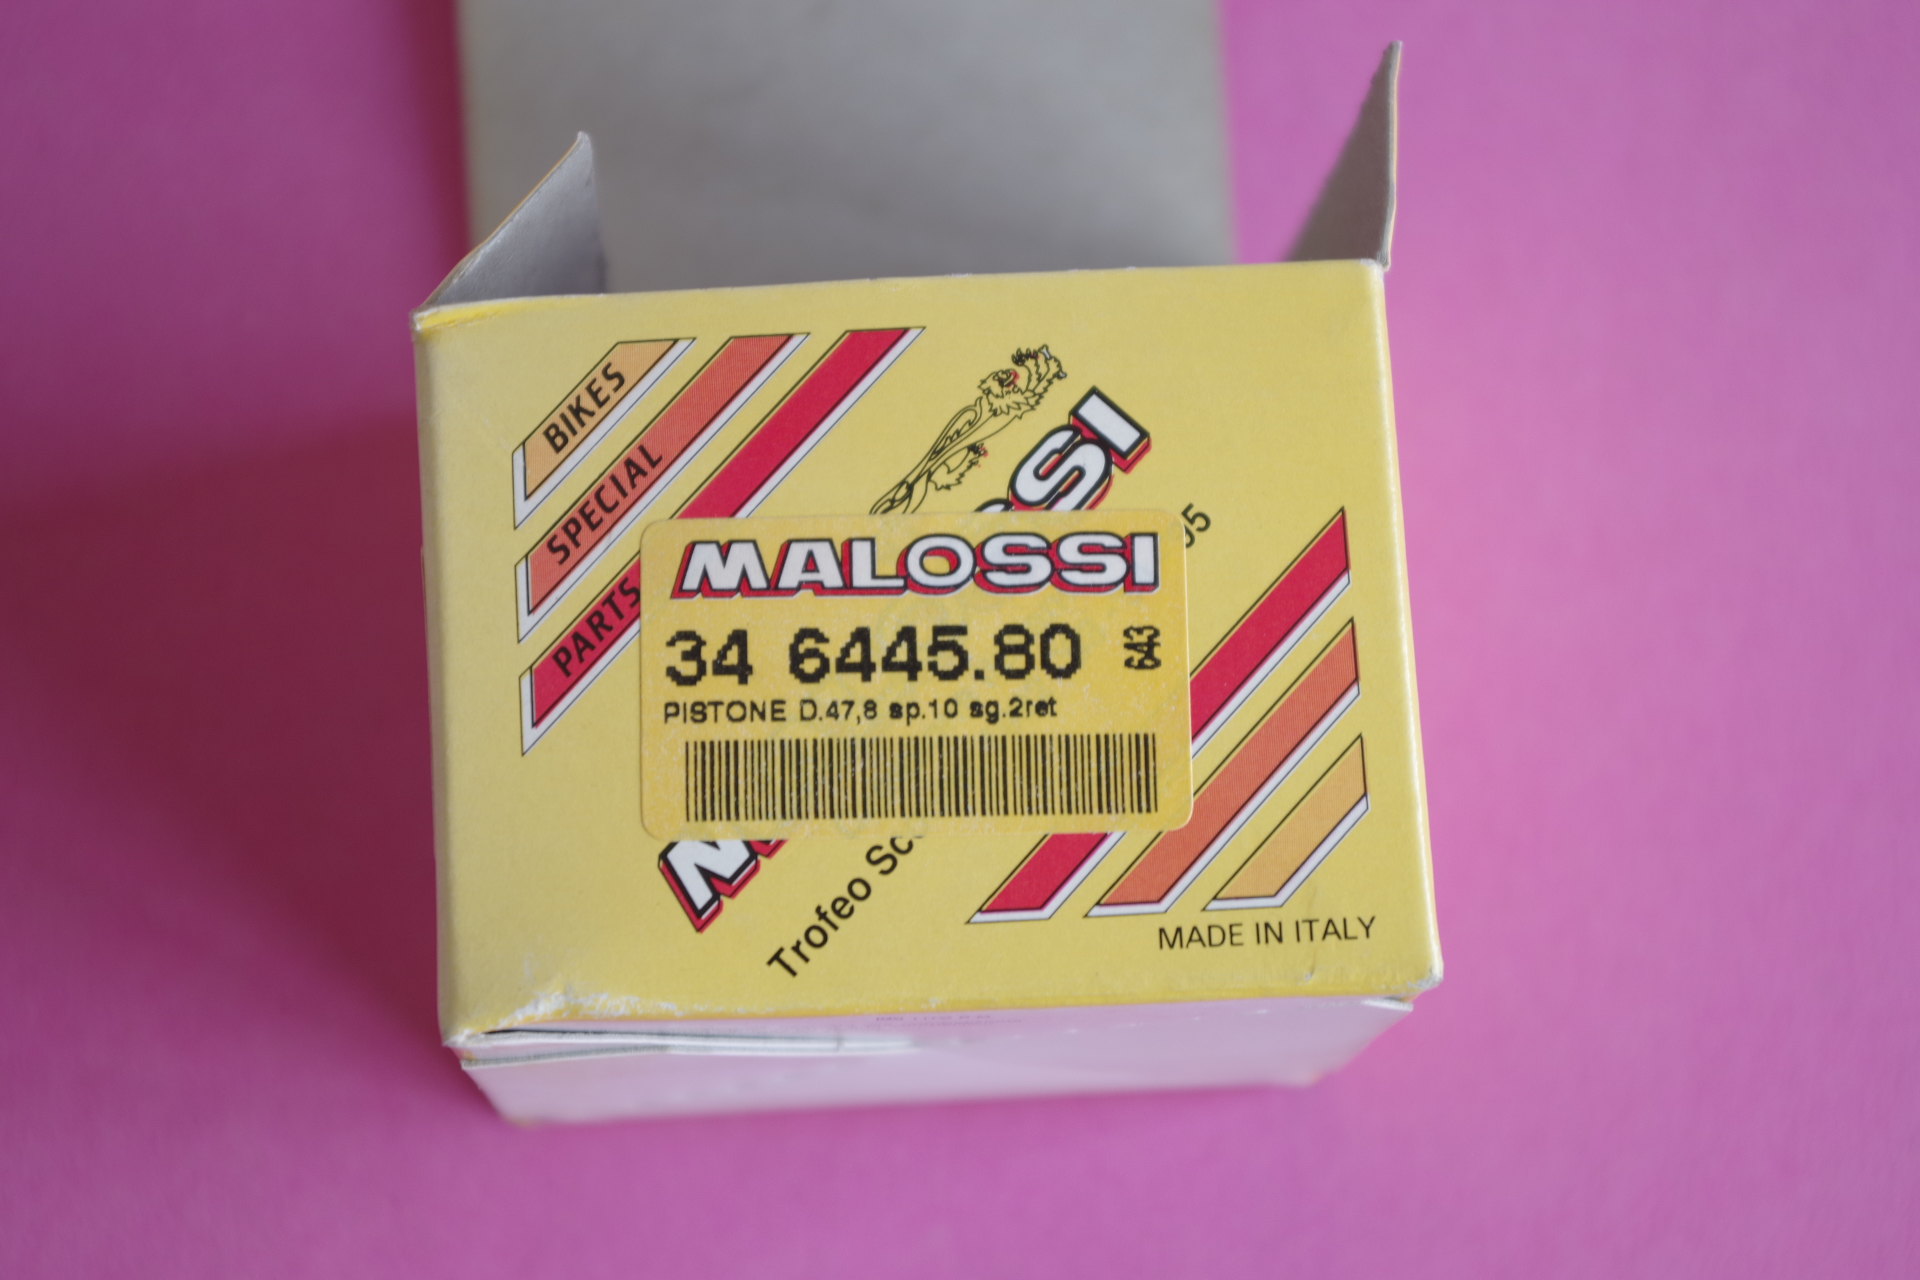 BIKES
SPECIAL
PARTS
MALOSSI
34 6445.80
643
PISTONE D.47,8 sp.10 sg.2ret
Trofeo
MADE IN ITALY